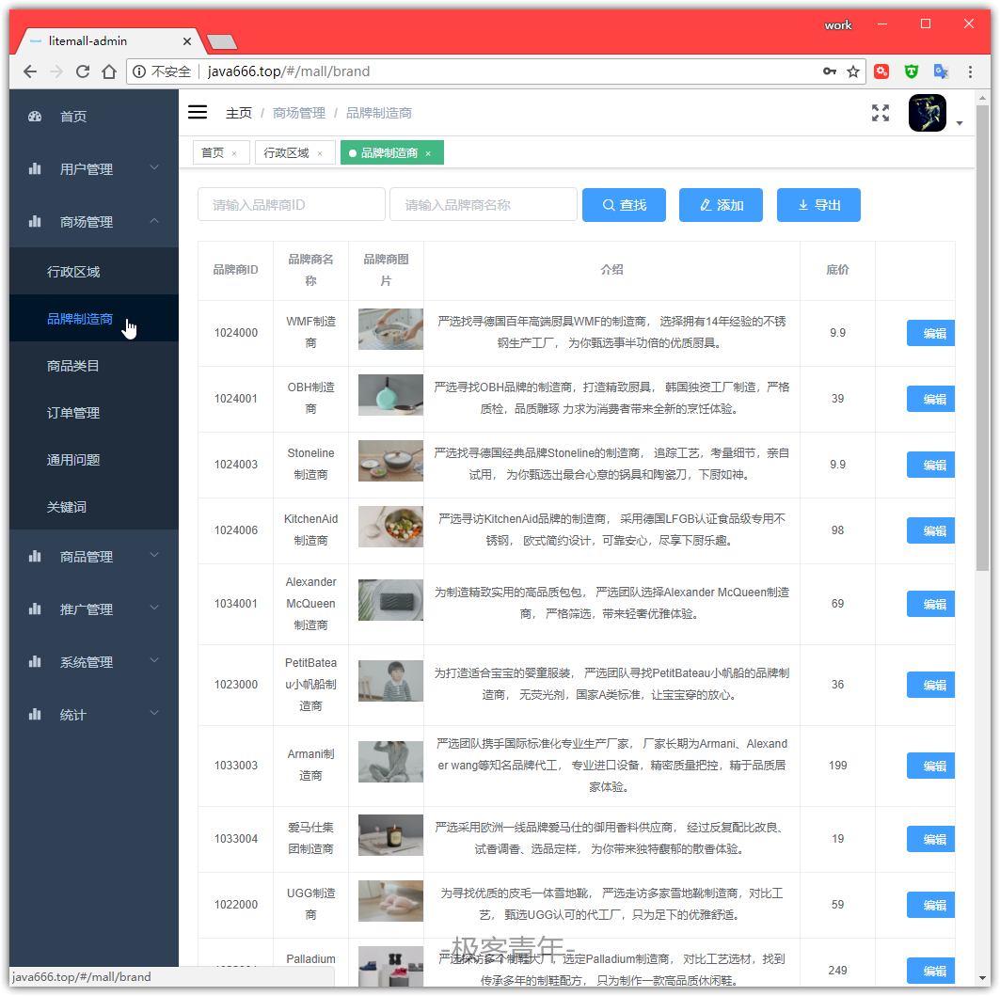 work
litemall-admin
不安全 java666.top/#/mall/brand
首页
用户管理
商场管理
行政区域
品牌制造商
商品类目
订单管理
通用问题
关键词
商品管理
推广管理
系统管理
统计
主页 / 商场管理 / 品牌制造商
首页 × 行政区域 × 品牌制造商 ×
请输入品牌商ID 请输入品牌商名称 查找 添加 导出
品牌商ID 品牌商名
称 品牌商图
片 介绍 底价
1024000
WMF制造
商
严选找寻德国百年高端厨具WMF的制造商， 选择拥有14年经验的不锈
钢生产工厂， 为你甄选事半功倍的优质厨具。
9.9
编辑
1024001
OBH制造
商
严选寻找OBH品牌的制造商，打造精致厨具， 韩国独资工厂制造，严格
质检，品质雕琢 力求为消费者带来全新的烹饪体验。
39
编辑
1024003
Stoneline
制造商
严选找寻德国经典品牌Stoneline的制造商， 追踪工艺，考量细节，亲自
试用， 为你甄选出最合心意的锅具和陶瓷刀，下厨如神。
9.9
编辑
1024006
KitchenAid
制造商
严选寻访KitchenAid品牌的制造商， 采用德国LFGB认证食品级专用不
锈钢， 欧式简约设计，可靠安心，尽享下厨乐趣。
98
编辑
1034001
Alexander
McQueen
制造商
为制造精致实用的高品质包包， 严选团队选择Alexander McQueen制造
商， 严格筛选，带来轻奢优雅体验。
69
编辑
1023000
PetitBatea
u小帆船制
造商
为打造适合宝宝的婴童服装， 严选团队寻找PetitBateau小帆船的品牌制
造商， 无荧光剂，国家A类标准，让宝宝穿的放心。
36
编辑
1033003
Armani制
造商
严选团队携手国际标准化专业生产厂家， 厂家长期为Armani、Alexand
er wang等知名品牌代工， 专业进口设备，精密质量把控，精于品质居
家体验。
199
编辑
1033004
爱马仕集
团制造商
严选采用欧洲一线品牌爱马仕的御用香料供应商， 经过反复配比改良、
试香调香、选品定样， 为你带来独特馥郁的散香体验。
19
编辑
1022000
UGG制造
商
为寻找优质的皮毛一体雪地靴， 严选走访多家雪地靴制造商，对比工
艺， 甄选UGG认可的代工厂，只为足下的优雅舒适。
59
编辑
Palladium
严选探访多个制鞋大厂，选定Palladium制造商， 对比工艺选材，找到
传承多年的制鞋配方， 只为制作一款高品质休闲鞋。
249
编辑
-极客青年-
java666.top/#/mall/brand